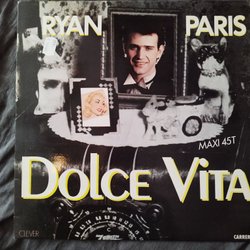 RYAN PARIS
MAXI 45T
DOLCE VITA
CLEVER
CARRERE